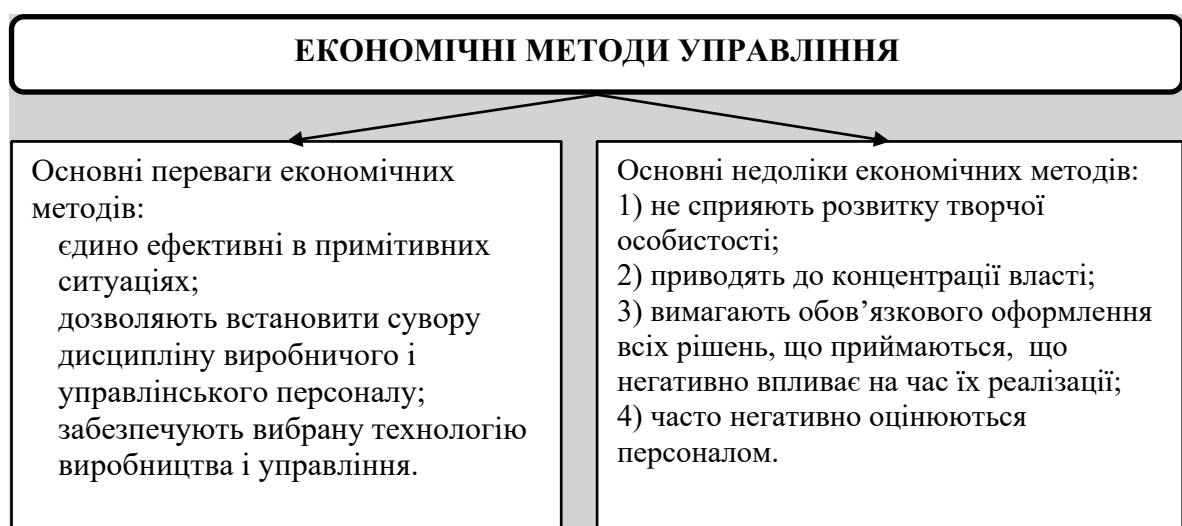 ЕКОНОМІЧНІ МЕТОДИ УПРАВЛІННЯ
Основні переваги економічних
методів:
єдино ефективні в примітивних
ситуаціях;
дозволяють встановити сувору
дисципліну виробничого і
управлінського персоналу;
забезпечують вибрану технологію
виробництва і управління.
Основні недоліки економічних методів:
1) не сприяють розвитку творчої
особистості;
2) приводять до концентрації власті;
3) вимагають обов’язкового оформлення
всіх рішень, що приймаються, що
негативно впливає на час їх реалізації;
4) часто негативно оцінюються
персоналом.